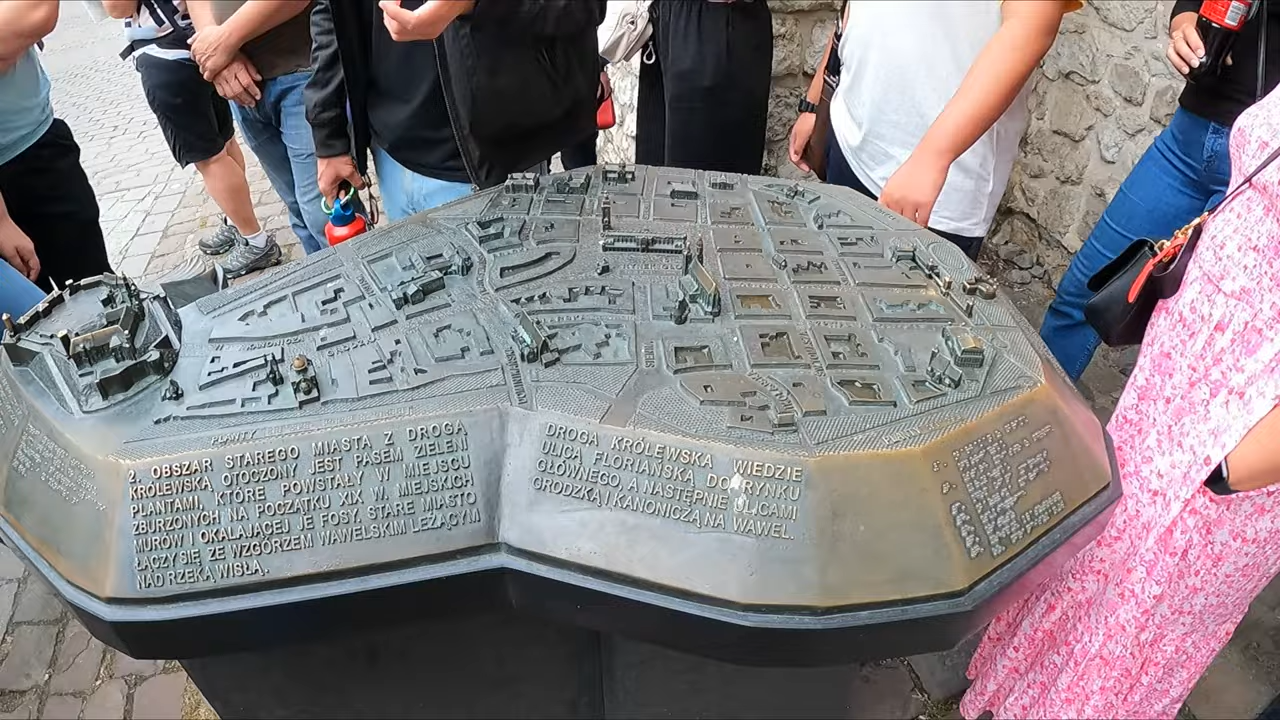 KANONICZA
GRODZKA
PLANTY
2. OBSZAR STAREGO MIASTA Z DROGĄ
KRÓLEWSKĄ OTOCZONY JEST PASEM ZIELENI
PLANTAMI, KTÓRE POWSTAŁY W MIEJSCU
ZBURZONYCH NA POCZĄTKU XIX W. MIEJSKICH
MURÓW I OKALAJĄCEJ JE FOSY. STARE MIASTO
ŁĄCZY SIĘ ZE WZGÓRZEM WAWELSKIM LEŻĄCYM
NAD RZEKĄ WISŁĄ.
DROGA KRÓLEWSKA WIEDZIE
ULICĄ FLORIAŃSKĄ DO RYNKU
GŁÓWNEGO, A NASTĘPNIE ULICAMI
GRODZKĄ I KANONICZĄ NA WAWEL.